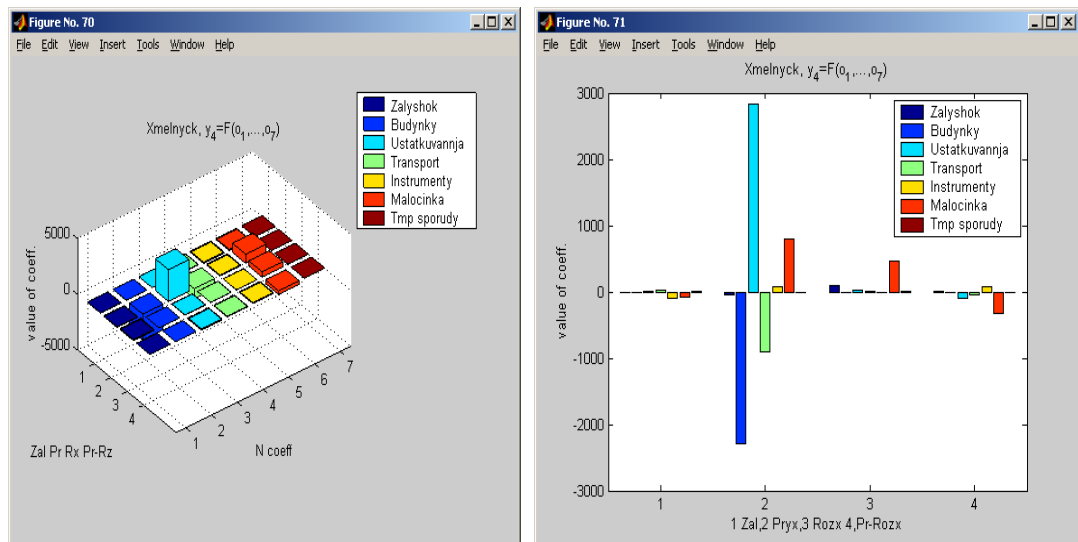 Figure No. 70
File Edit View Insert Tools Window Help
Xmelnyck, y4=F(o1,...,o7)
Zalyshok
Budynky
Ustatkuvannja
Transport
Instrumenty
Malocinka
Tmp sporudy
5000
0
-5000
value of coeff.
1
2
3
4
1
2
3
4
5
6
7
Zal Pr Rx Pr-Rz
N coeff
Figure No. 71
File Edit View Insert Tools Window Help
Xmelnyck, y4=F(o1,...,o7)
3000
2000
1000
0
-1000
-2000
-3000
value of coeff.
Zalyshok
Budynky
Ustatkuvannja
Transport
Instrumenty
Malocinka
Tmp sporudy
1
2
3
4
1 Zal,2 Pryx,3 Rozx 4,Pr-Rozx